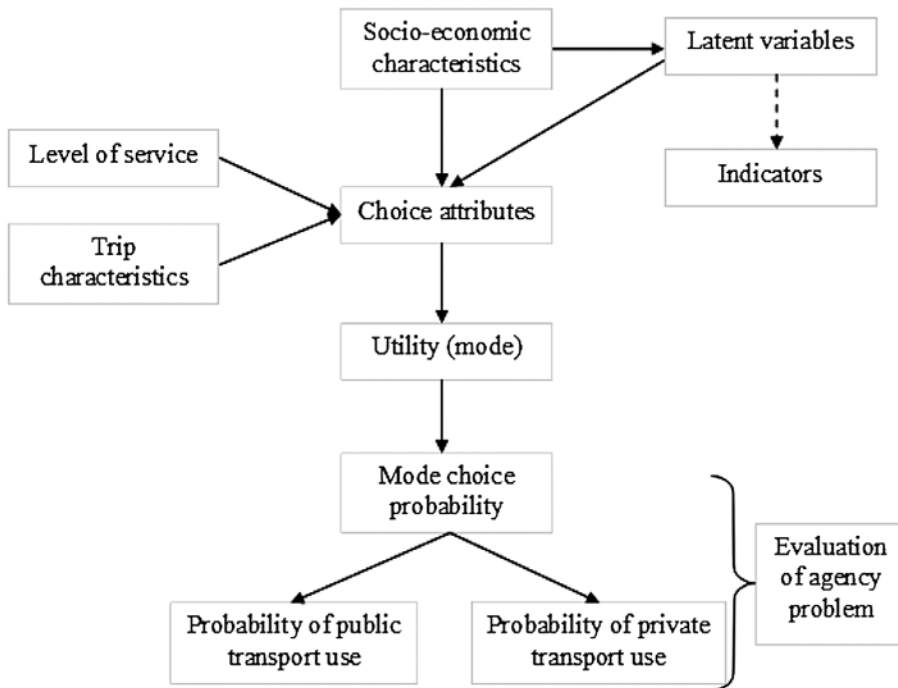 Socio-economic
characteristics
Latent variables
Level of service
Indicators
Choice attributes
Trip
characteristics
Utility (mode)
Mode choice
probability
Evaluation
of agency
problem
Probability of public
transport use
Probability of private
transport use